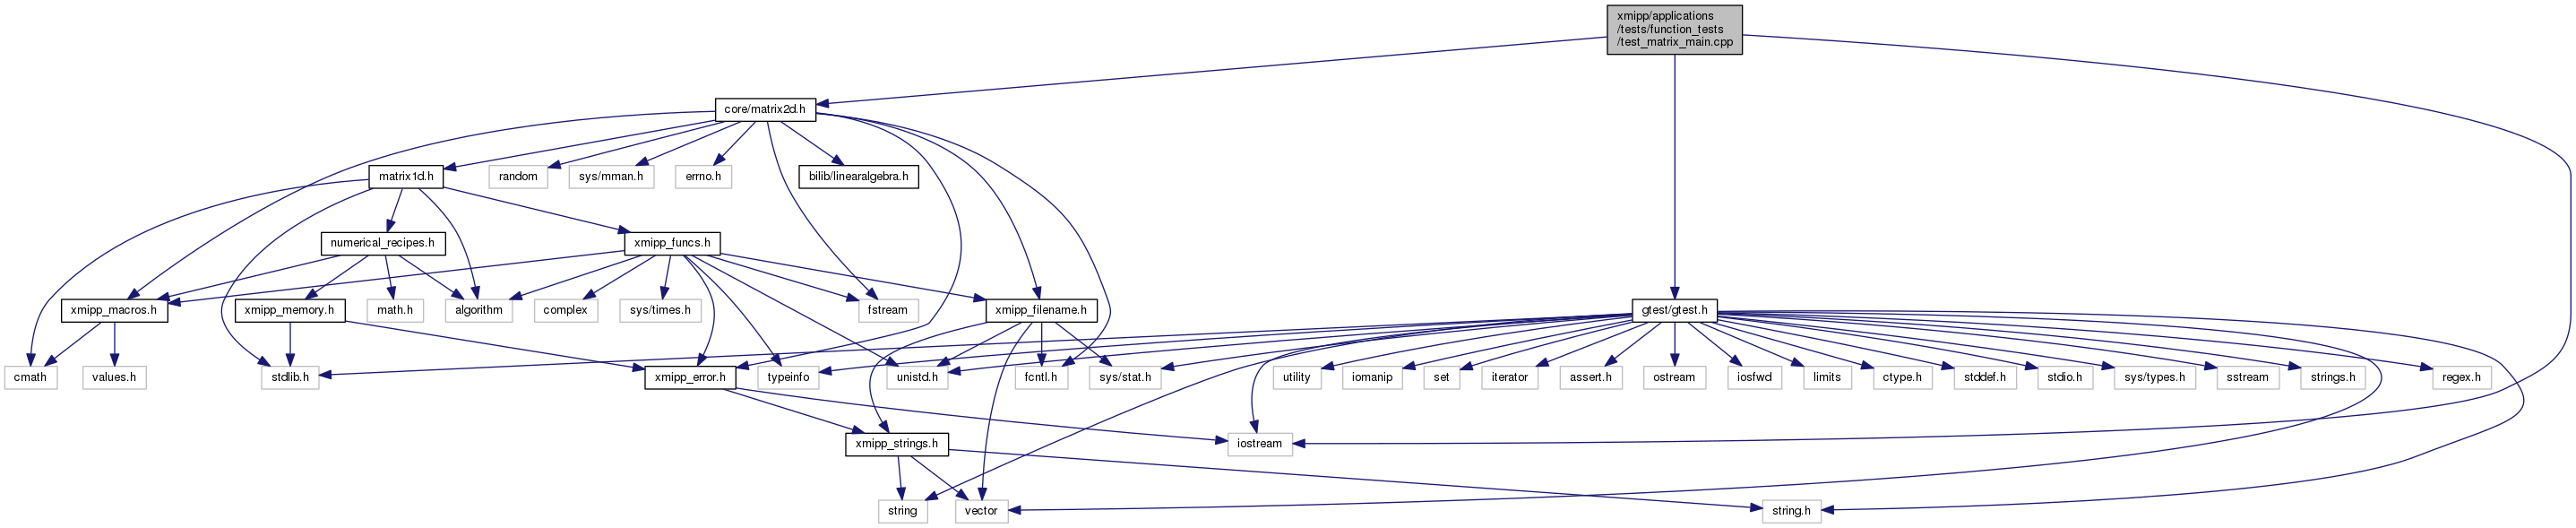 xmipp/applications
/tests/function_tests
/test_matrix_main.cpp
core/matrix2d.h
matrix1d.h
random
sys/mman.h
errno.h
bilib/linearalgebra.h
numerical_recipes.h
xmipp_funcs.h
xmipp_macros.h
xmipp_memory.h
math.h
algorithm
complex
sys/times.h
fstream
xmipp_filename.h
gtest/gtest.h
cmath
values.h
stdlib.h
xmipp_error.h
typeinfo
unistd.h
fcntl.h
sys/stat.h
utility
iomanip
set
iterator
assert.h
ostream
iosfwd
limits
ctype.h
stddef.h
stdio.h
sys/types.h
sstream
strings.h
regex.h
xmipp_strings.h
iostream
string
vector
string.h